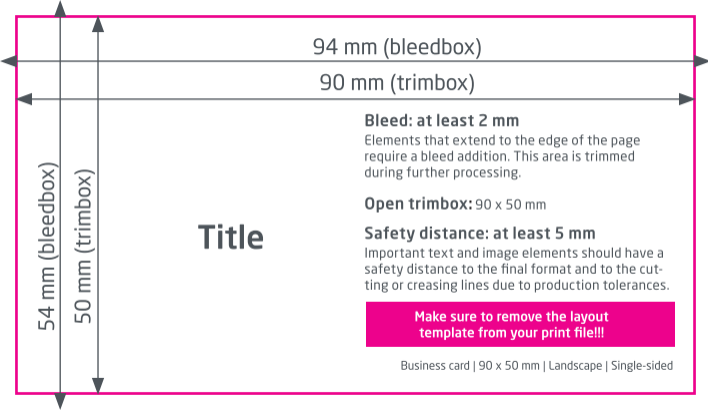 94 mm (bleedbox)
90 mm (trimbox)
54 mm (bleedbox)
50 mm (trimbox)
Title
Bleed: at least 2 mm
Elements that extend to the edge of the page
require a bleed addition. This area is trimmed
during further processing.
Open trimbox: 90 x 50 mm
Safety distance: at least 5 mm
Important text and image elements should have a
safety distance to the final format and to the cut-
ting or creasing lines due to production tolerances.
Make sure to remove the layout
template from your print file!!!
Business card | 90 x 50 mm | Landscape | Single-sided